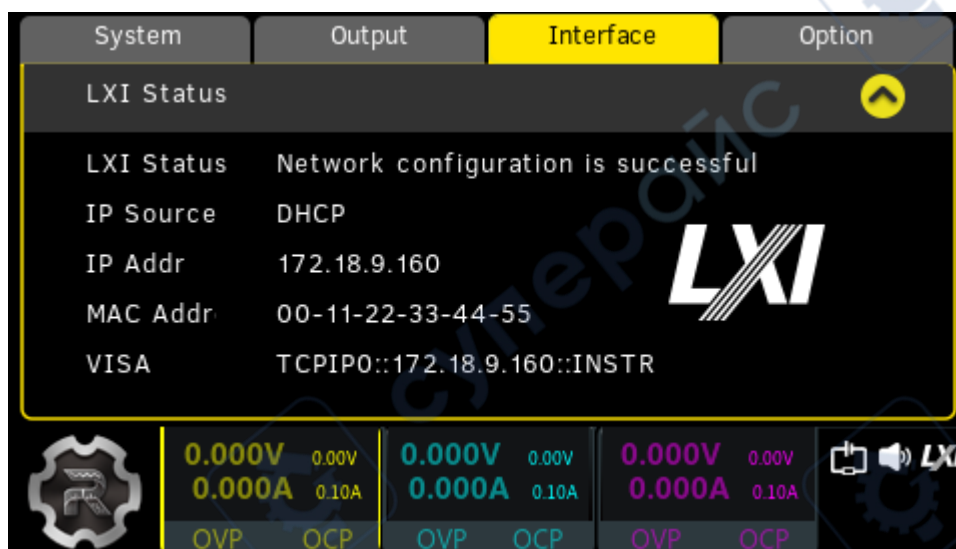 System Output Interface Option
LXI Status
LXI Status Network configuration is successful
IP Source DHCP
IP Addr 172.18.9.160
LXI
MAC Addr 00-11-22-33-44-55
VISA TCPIP0::172.18.9.160::INSTR
суперайс
0.000V 0.00V 0.000V 0.00V 0.000V 0.00V
0.000A 0.10A 0.000A 0.10A 0.000A 0.10A
LXI
OVP OCP OVP OCP OVP OCP